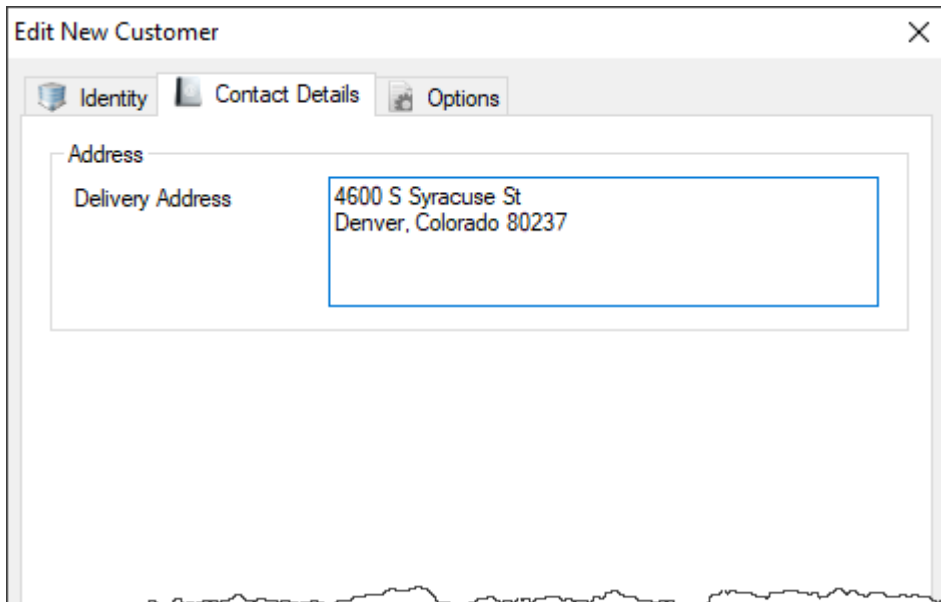 Edit New Customer
Identity
Contact Details
Options
Address
Delivery Address
4600 S Syracuse St
Denver, Colorado 80237